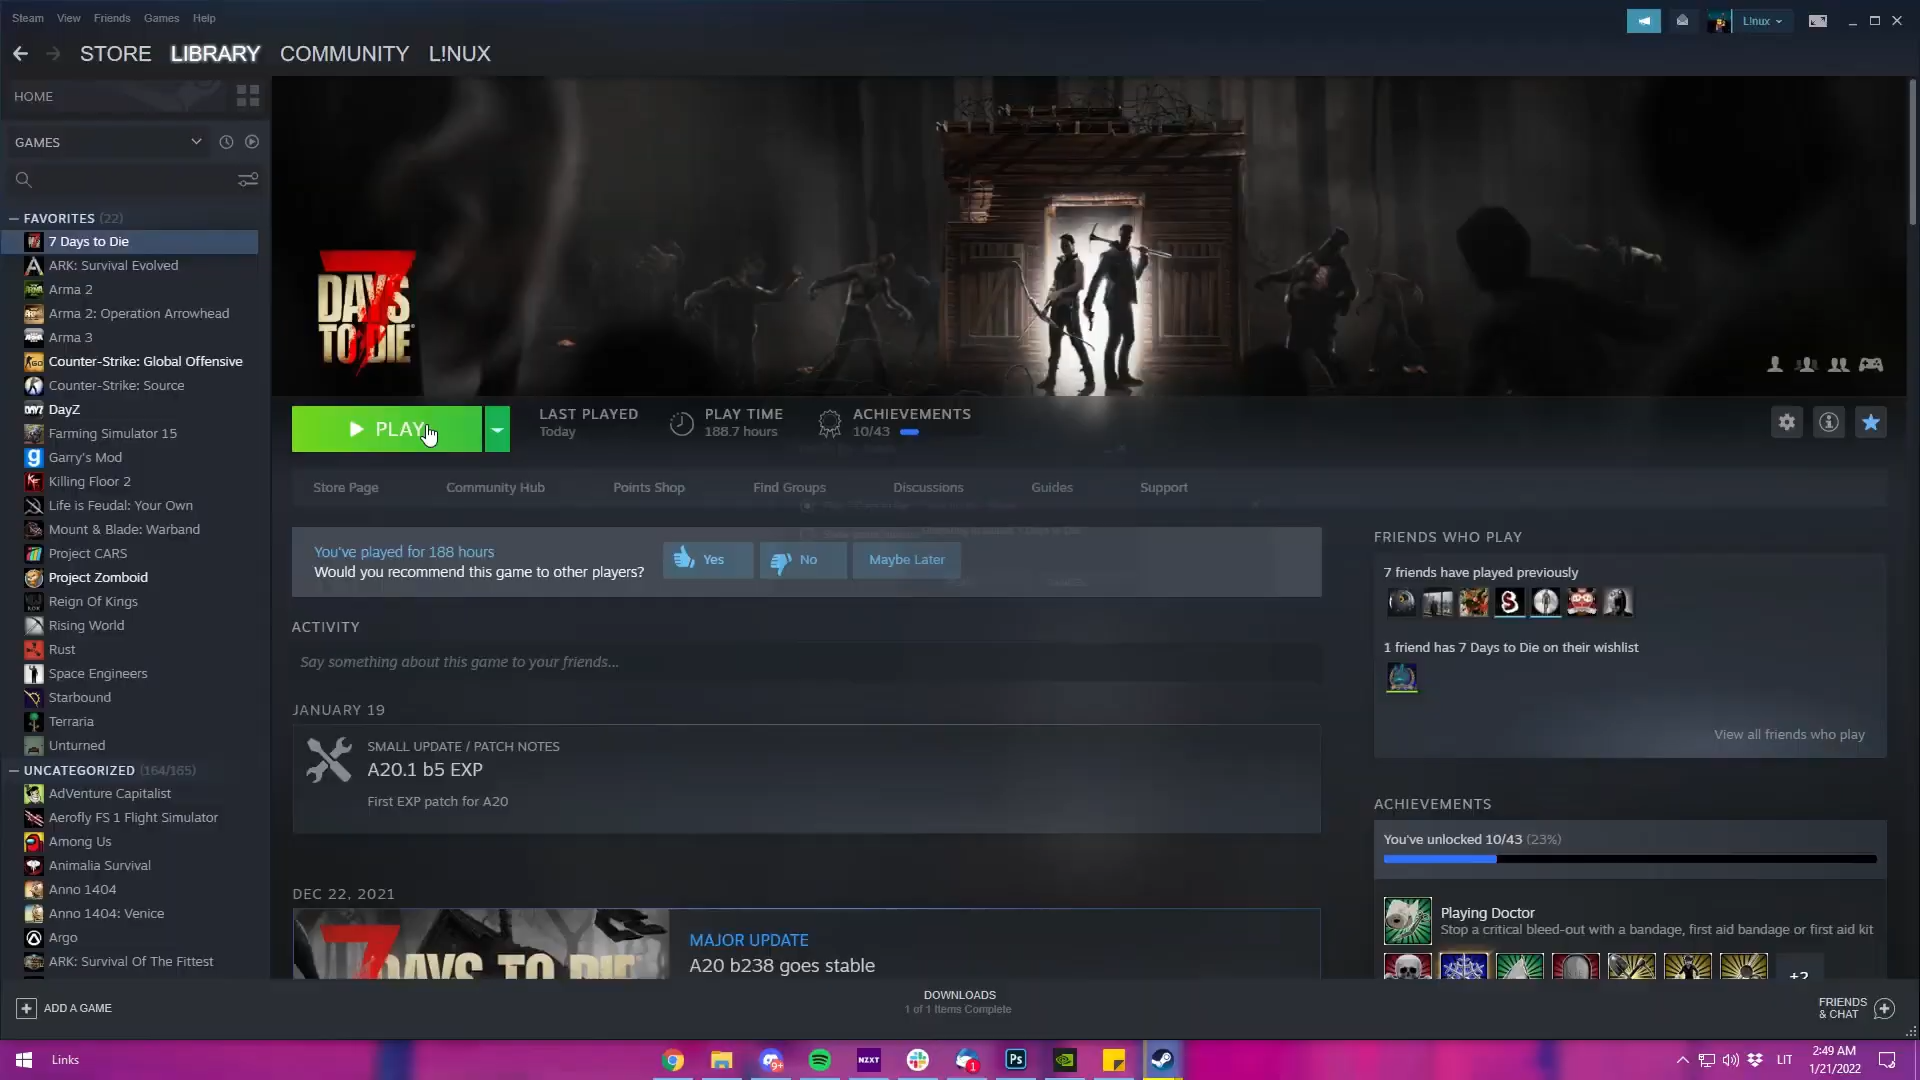 Steam View Friends Games Help
L!nux
STORE LIBRARY COMMUNITY L!NUX
HOME
GAMES
FAVORITES (22)
7 Days to Die
ARK: Survival Evolved
Arma 2
Arma 2: Operation Arrowhead
Arma 3
Counter-Strike: Global Offensive
Counter-Strike: Source
DayZ
Farming Simulator 15
Garry's Mod
Killing Floor 2
Life is Feudal: Your Own
Mount & Blade: Warband
Project CARS
Project Zomboid
Reign Of Kings
Rising World
Rust
Space Engineers
Starbound
Terraria
Unturned
UNCATEGORIZED (164/165)
AdVenture Capitalist
Aerofly FS 1 Flight Simulator
Among Us
Animalia Survival
Anno 1404
Anno 1404: Venice
Argo
ARK: Survival Of The Fittest
ADD A GAME
7
DAYS
TO DIE
PLAY
LAST PLAYED
Today
PLAY TIME
188.7 hours
ACHIEVEMENTS
10/43
Store Page Community Hub Points Shop Find Groups Discussions Guides Support
You've played for 188 hours
Would you recommend this game to other players?
Yes No Maybe Later
ACTIVITY
Say something about this game to your friends...
JANUARY 19
SMALL UPDATE / PATCH NOTES
A20.1 b5 EXP
First EXP patch for A20
DEC 22, 2021
7 DAYS TO DIE
MAJOR UPDATE
A20 b238 goes stable
FRIENDS WHO PLAY
7 friends have played previously
1 friend has 7 Days to Die on their wishlist
View all friends who play
ACHIEVEMENTS
You've unlocked 10/43 (23%)
Playing Doctor
Stop a critical bleed-out with a bandage, first aid bandage or first aid kit
+2
DOWNLOADS
1 of 1 Items Complete
FRIENDS
& CHAT
Links
9+
NZXT
1
Ps
LIT
2:49 AM
1/21/2022